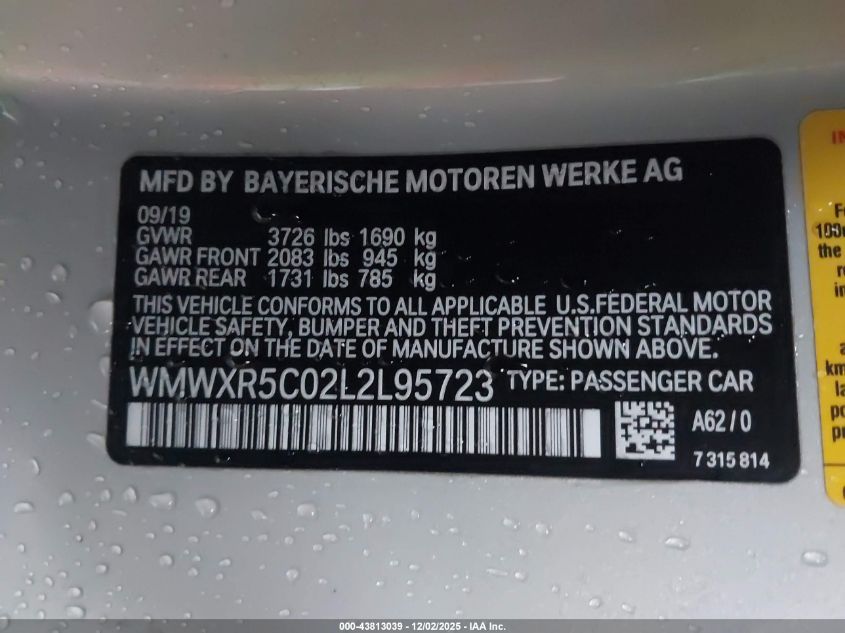 MFD BY BAYERISCHE MOTOREN WERKE AG
09/19
GVWR 3726 lbs 1690 kg
GAWR FRONT 2083 lbs 945 kg
GAWR REAR 1731 lbs 785 kg
THIS VEHICLE CONFORMS TO ALL APPLICABLE U.S.FEDERAL MOTOR
VEHICLE SAFETY, BUMPER AND THEFT PREVENTION STANDARDS
IN EFFECT ON THE DATE OF MANUFACTURE SHOWN ABOVE.
WMWXR5C02L2L95723 TYPE: PASSENGER CAR
A62/0
7 315 814
the
in
km
000-43813039 - 12/02/2025 - IAA Inc.